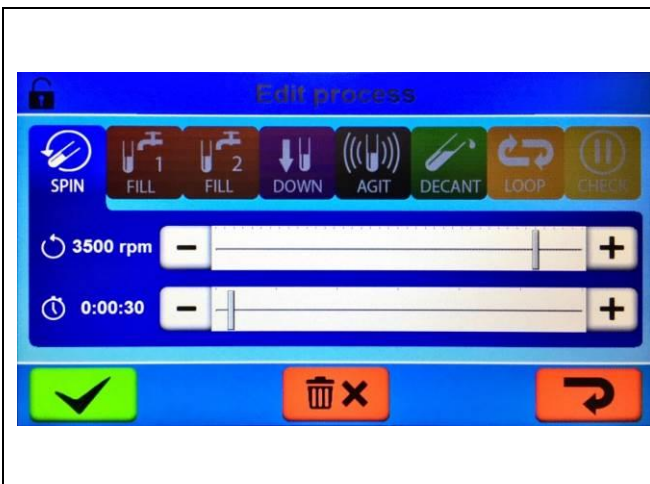 Edit process
SPIN
1
FILL
2
FILL
DOWN
AGIT
DECANT
LOOP
CHECK
3500 rpm
0:00:30